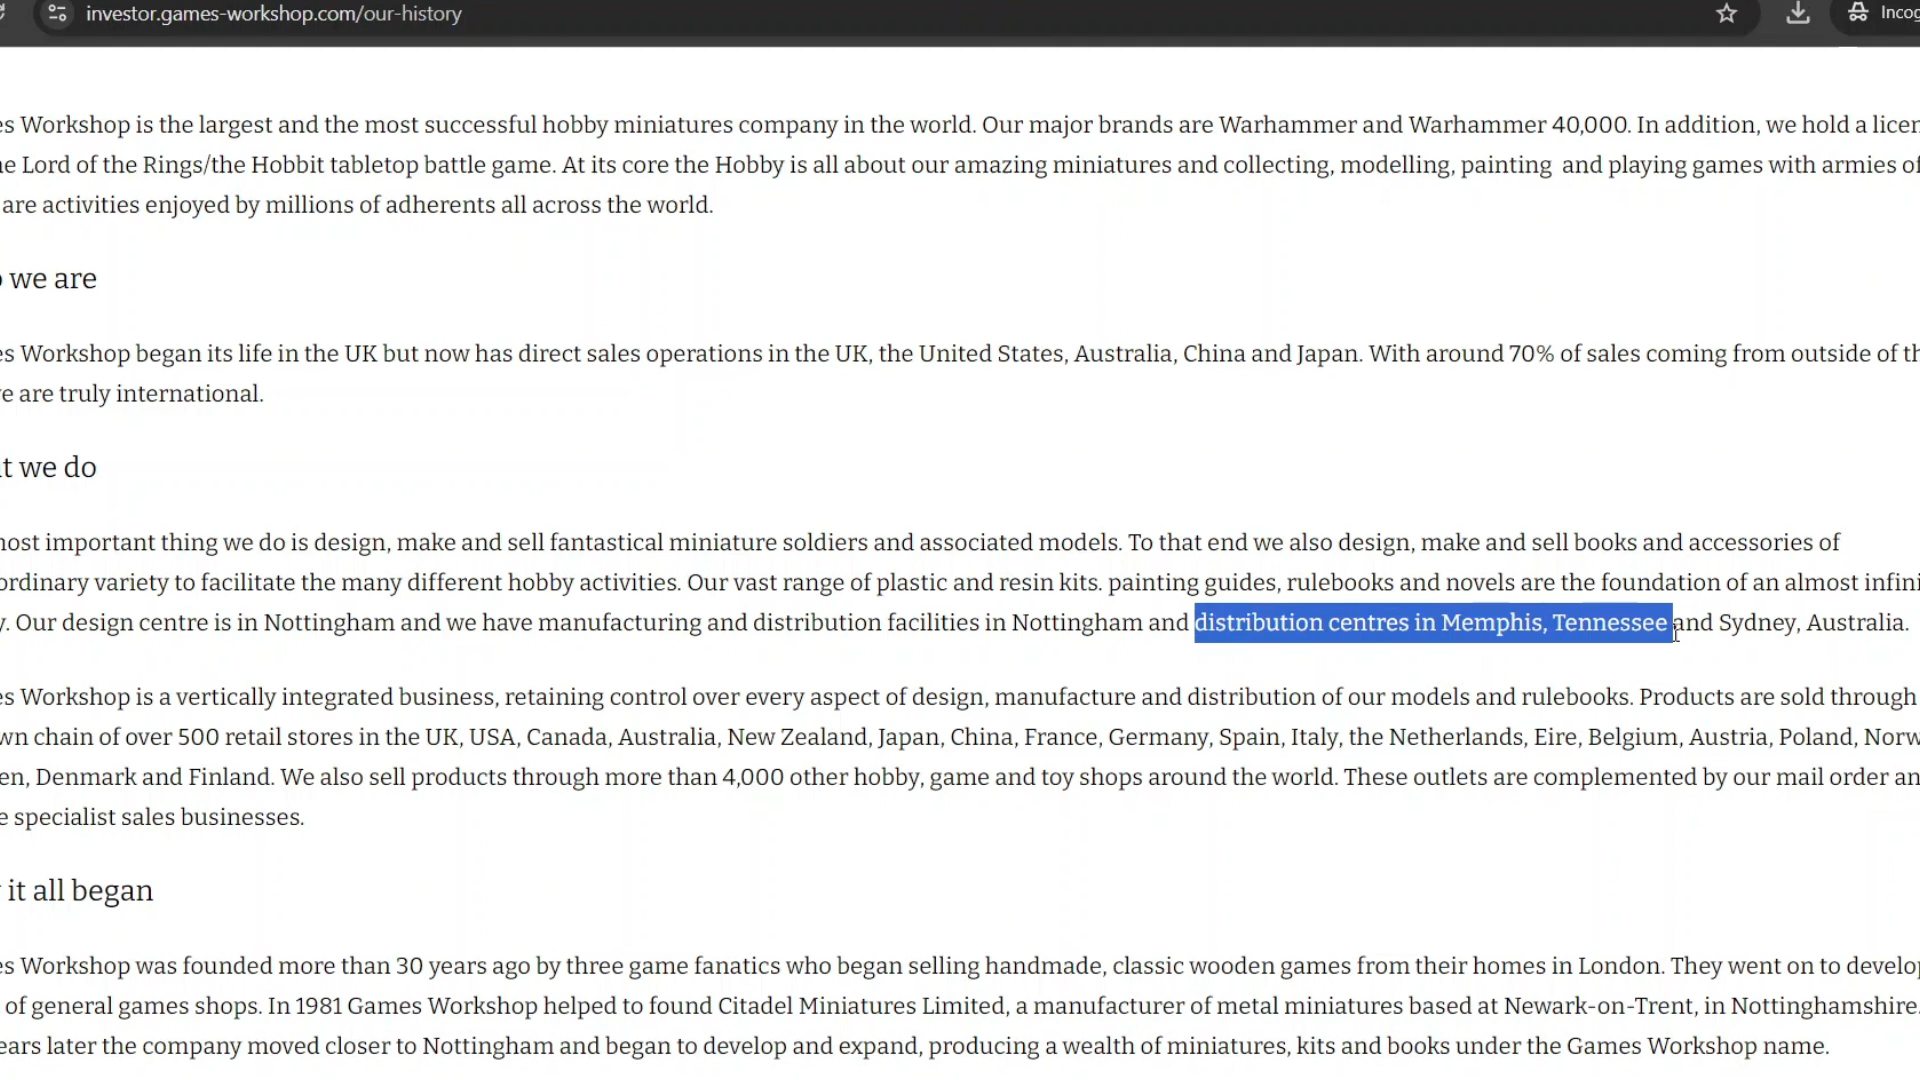 investor.games-workshop.com/our-history
es Workshop is the largest and the most successful hobby miniatures company in the world. Our major brands are Warhammer and Warhammer 40,000. In addition, we hold a
Lord of the Rings/the Hobbit tabletop battle game. At its core the Hobby is all about our amazing miniatures and collecting, modelling, painting and playing games with armies of
are activities enjoyed by millions of adherents all across the world.
we are
es Workshop began its life in the UK but now has direct sales operations in the UK, the United States, Australia, China and Japan. With around 70% of sales coming from outside of
e are truly international.
t we do
most important thing we do is design, make and sell fantastical miniature soldiers and associated models. To that end we also design, make and sell books and accessories of
ordinary variety to facilitate the many different hobby activities. Our vast range of plastic and resin kits. painting guides, rulebooks and novels are the foundation of an almost
y. Our design centre is in Nottingham and we have manufacturing and distribution facilities in Nottingham and distribution centres in Memphis, Tennessee and Sydney, Australia.
es Workshop is a vertically integrated business, retaining control over every aspect of design, manufacture and distribution of our models and rulebooks. Products are sold through
wn chain of over 500 retail stores in the UK, USA, Canada, Australia, New Zealand, Japan, China, France, Germany, Spain, Italy, the Netherlands, Eire, Belgium, Austria, Poland, Norw
en, Denmark and Finland. We also sell products through more than 4,000 other hobby, game and toy shops around the world. These outlets are complemented by our mail order an
e specialist sales businesses.
it all began
es Workshop was founded more than 30 years ago by three game fanatics who began selling handmade, classic wooden games from their homes in London. They went on to develop
of general games shops. In 1981 Games Workshop helped to found Citadel Miniatures Limited, a manufacturer of metal miniatures based at Newark-on-Trent, in Nottinghamshire.
ears later the company moved closer to Nottingham and began to develop and expand, producing a wealth of miniatures, kits and books under the Games Workshop name.